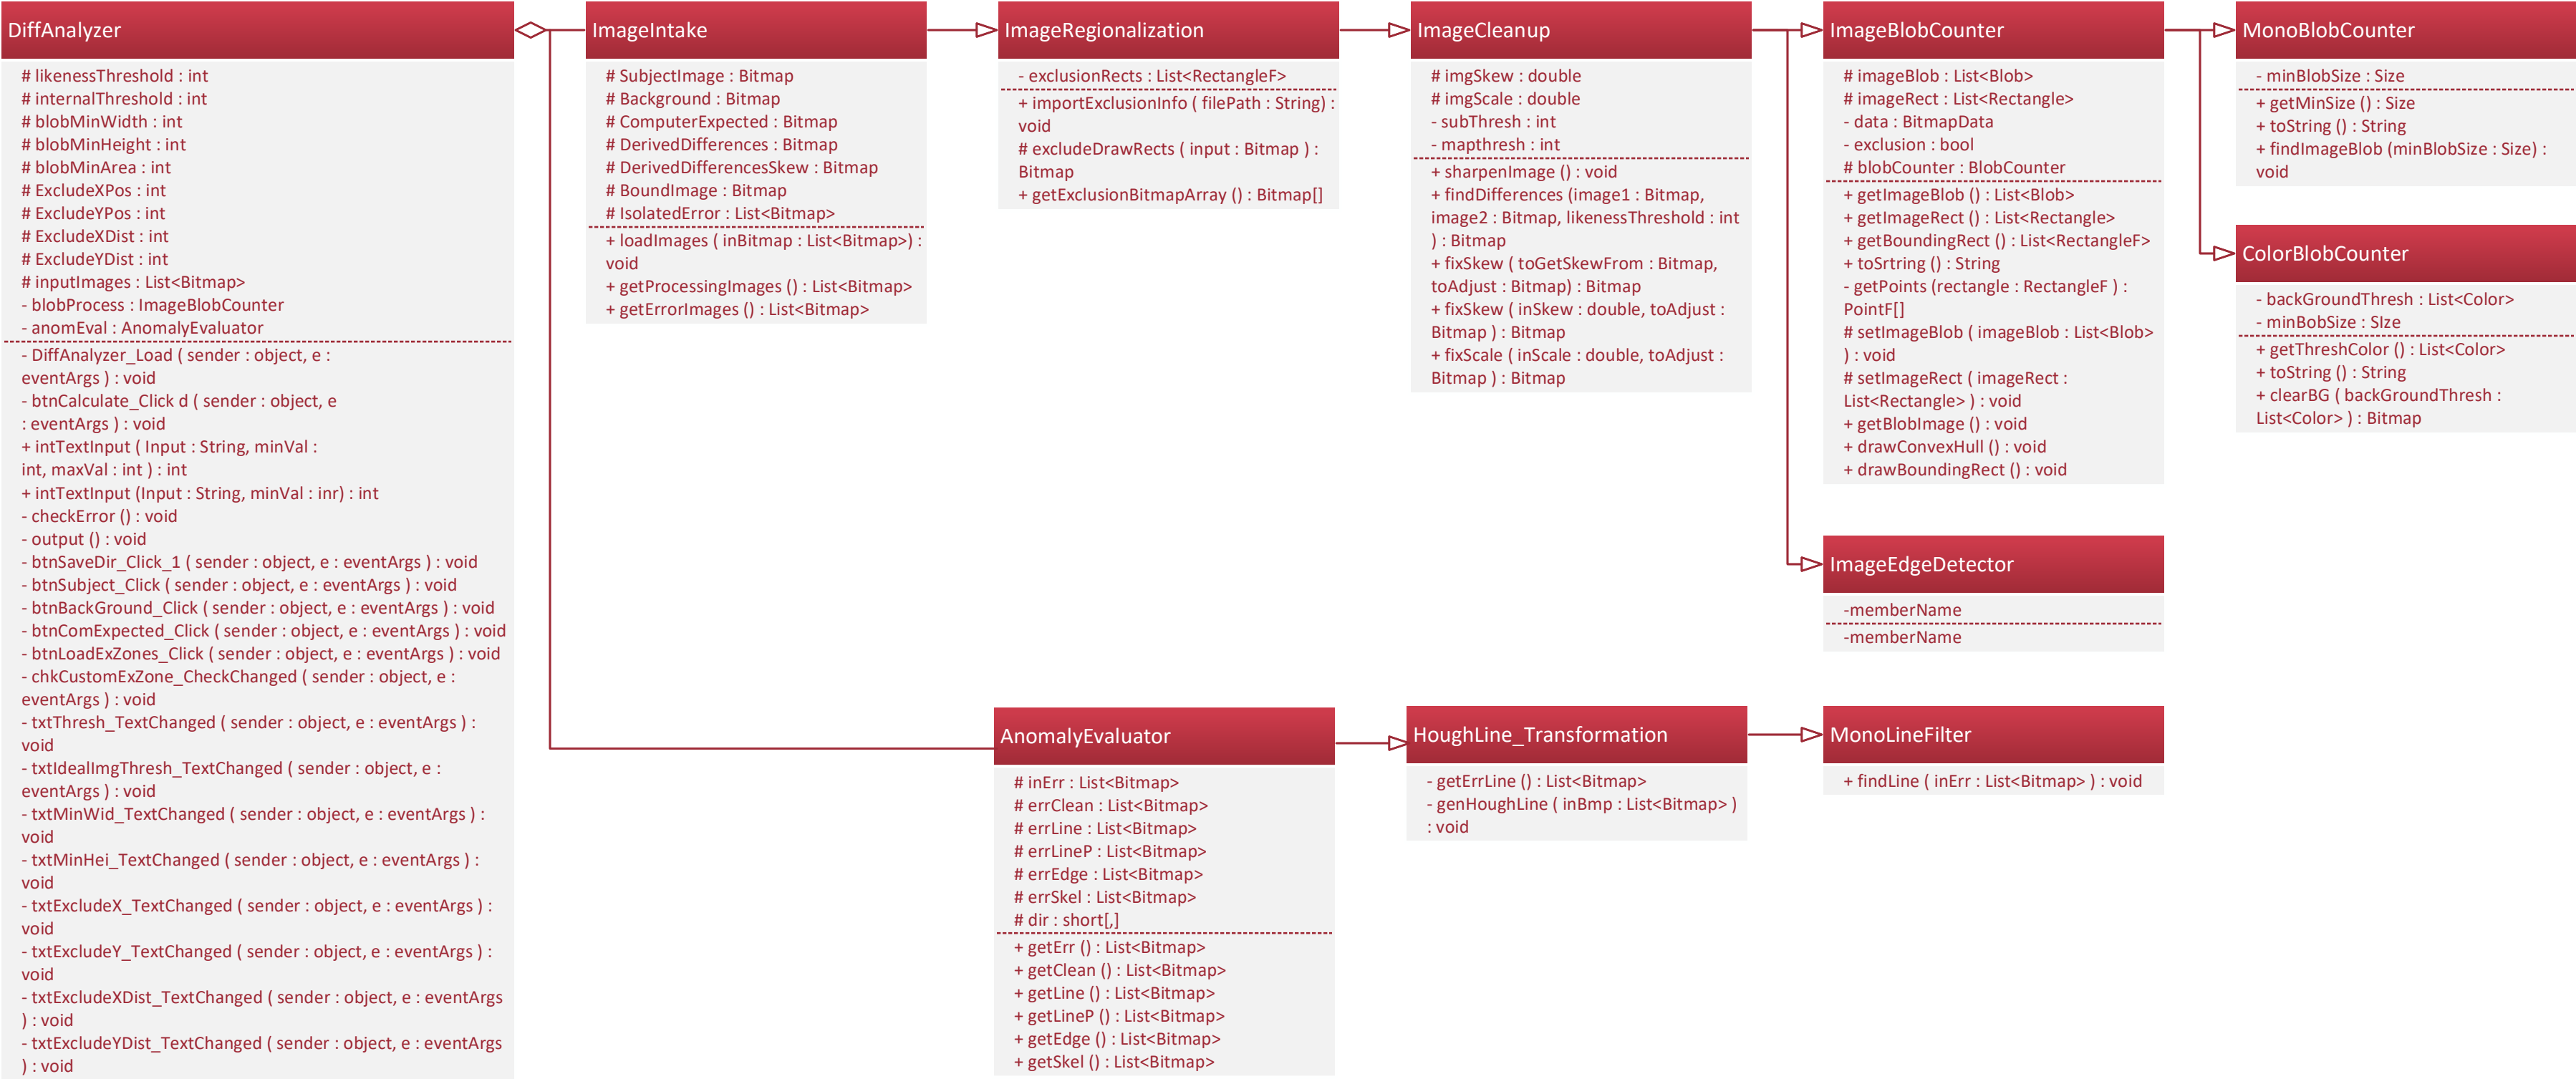 DiffAnalyzer
# likenessThreshold : int
# internalThreshold : int
# blobMinWidth : int
# blobMinHeight : int
# blobMinArea : int
# ExcludeXPos : int
# ExcludeYPos : int
# ExcludeXDist : int
# ExcludeYDist : int
# inputImages : List<Bitmap>
- blobProcess : ImageBlobCounter
- anomEval : AnomalyEvaluator
- DiffAnalyzer_Load ( sender : object, e :
eventArgs ) : void
- btnCalculate_Click d ( sender : object, e
: eventArgs ) : void
+ intTextInput ( Input : String, minVal :
int, maxVal : int ) : int
+ intTextInput (Input : String, minVal : inr) : int
- checkError () : void
- output () : void
- btnSaveDir_Click_1 ( sender : object, e : eventArgs ) : void
- btnSubject_Click ( sender : object, e : eventArgs ) : void
- btnBackGround_Click ( sender : object, e : eventArgs ) : void
- btnComExpected_Click ( sender : object, e : eventArgs ) : void
- btnLoadExZones_Click ( sender : object, e : eventArgs ) : void
- chkCustomExZone_CheckChanged ( sender : object, e :
eventArgs ) : void
- txtThresh_TextChanged ( sender : object, e : eventArgs ) :
void
- txtIdealImgThresh_TextChanged ( sender : object, e :
eventArgs ) : void
- txtMinWid_TextChanged ( sender : object, e : eventArgs ) :
void
- txtMinHei_TextChanged ( sender : object, e : eventArgs ) :
void
- txtExcludeX_TextChanged ( sender : object, e : eventArgs ) :
void
- txtExcludeY_TextChanged ( sender : object, e : eventArgs ) :
void
- txtExcludeXDist_TextChanged ( sender : object, e : eventArgs
) : void
- txtExcludeYDist_TextChanged ( sender : object, e : eventArgs
) : void
ImageIntake
# SubjectImage : Bitmap
# Background : Bitmap
# ComputerExpected : Bitmap
# DerivedDifferences : Bitmap
# DerivedDifferencesSkew : Bitmap
# BoundImage : Bitmap
# IsolatedError : List<Bitmap>
+ loadImages ( inBitmap : List<Bitmap>) :
void
+ getProcessingImages () : List<Bitmap>
+ getErrorImages () : List<Bitmap>
ImageRegionalization
- exclusionRects : List<RectangleF>
+ importExclusionInfo ( filePath : String) :
void
# excludeDrawRects ( input : Bitmap ) :
Bitmap
+ getExclusionBitmapArray () : Bitmap[]
ImageCleanup
# imgSkew : double
# imgScale : double
- subThresh : int
- mapthresh : int
+ sharpenImage () : void
+ findDifferences (image1 : Bitmap,
image2 : Bitmap, likenessThreshold : int
) : Bitmap
+ fixSkew ( toGetSkewFrom : Bitmap,
toAdjust : Bitmap) : Bitmap
+ fixSkew ( inSkew : double, toAdjust :
Bitmap ) : Bitmap
+ fixScale ( inScale : double, toAdjust :
Bitmap ) : Bitmap
ImageBlobCounter
# imageBlob : List<Blob>
# imageRect : List<Rectangle>
- data : BitmapData
- exclusion : bool
# blobCounter : BlobCounter
+ getImageBlob () : List<Blob>
+ getImageRect () : List<Rectangle>
+ getBoundingRect () : List<RectangleF>
+ toSrtring () : String
- getPoints (rectangle : RectangleF ) :
PointF[]
# setImageBlob ( imageBlob : List<Blob>
) : void
# setImageRect ( imageRect :
List<Rectangle> ) : void
+ getBlobImage () : void
+ drawConvexHull () : void
+ drawBoundingRect () : void
MonoBlobCounter
- minBlobSize : Size
+ getMinSize () : Size
+ toString () : String
+ findImageBlob (minBlobSize : Size) :
void
ColorBlobCounter
- backGroundThresh : List<Color>
- minBobSize : SIze
+ getThreshColor () : List<Color>
+ toString () : String
+ clearBG ( backGroundThresh :
List<Color> ) : Bitmap
ImageEdgeDetector
-memberName
-memberName
AnomalyEvaluator
# inErr : List<Bitmap>
# errClean : List<Bitmap>
# errLine : List<Bitmap>
# errLineP : List<Bitmap>
# errEdge : List<Bitmap>
# errSkel : List<Bitmap>
# dir : short[,]
+ getErr () : List<Bitmap>
+ getClean () : List<Bitmap>
+ getLine () : List<Bitmap>
+ getLineP () : List<Bitmap>
+ getEdge () : List<Bitmap>
+ getSkel () : List<Bitmap>
HoughLine_Transformation
- getErrLine () : List<Bitmap>
- genHoughLine ( inBmp : List<Bitmap> )
: void
MonoLineFilter
+ findLine ( inErr : List<Bitmap> ) : void